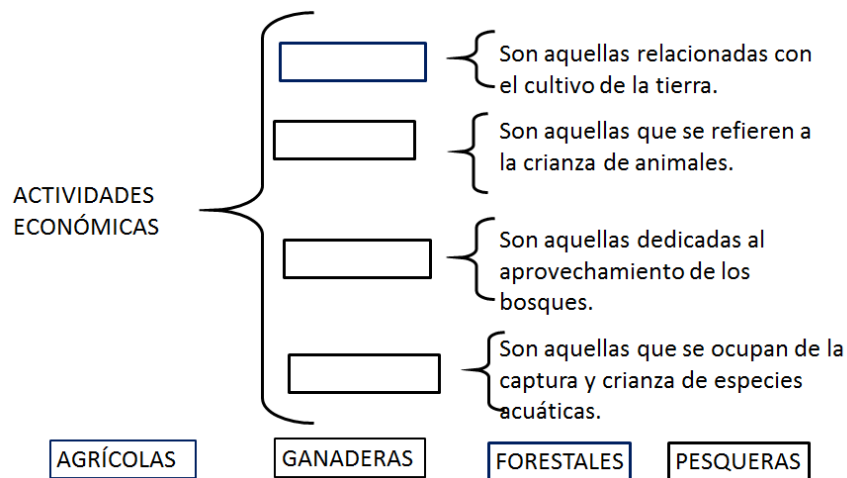 Son aquellas relacionadas con
el cultivo de la tierra.
Son aquellas que se refieren a
la crianza de animales.
ACTIVIDADES
ECONÓMICAS
Son aquellas dedicadas al
aprovechamiento de los
bosques.
Son aquellas que se ocupan de la
captura y crianza de especies
acuáticas.
AGRÍCOLAS
GANADERAS
FORESTALES
PESQUERAS